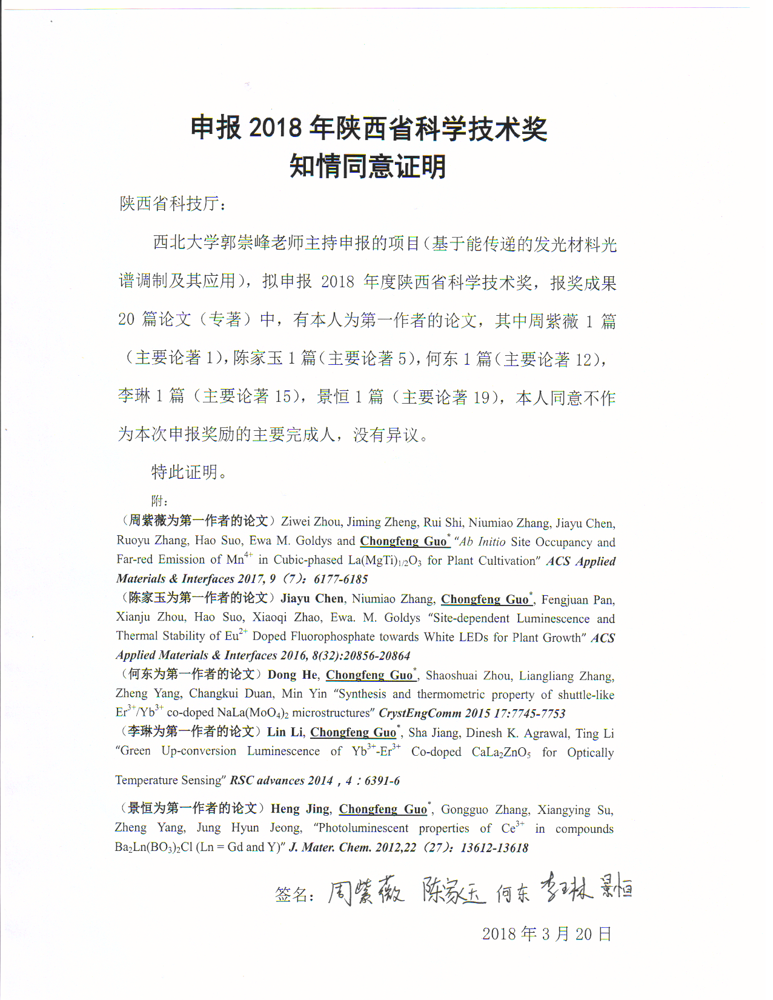 申报 2018 年陕西省科学技术奖
知情同意证明
陕西省科技厅：
西北大学郭崇峰老师主持申报的项目（基于能传递的发光材料光
谱调制及其应用），拟申报 2018 年度陕西省科学技术奖，报奖成果
20 篇论文（专著）中，有本人为第一作者的论文，其中周紫薇 1 篇
（主要论著 1），陈家玉 1 篇（主要论著 5），何东 1 篇（主要论著 12），
李琳 1 篇（主要论著 15），景恒 1 篇（主要论著 19），本人同意不作
为本次申报奖励的主要完成人，没有异议。
特此证明。
附：
（周紫薇为第一作者的论文）Ziwei Zhou, Jiming Zheng, Rui Shi, Niumiao Zhang, Jiayu Chen,
Ruoyu Zhang, Hao Suo, Ewa M. Goldys and Chongfeng Guo* “Ab Initio Site Occupancy and
Far-red Emission of Mn4+ in Cubic-phased La(MgTi)1/2O3 for Plant Cultivation” ACS Applied
Materials & Interfaces 2017, 9（7）：6177-6185
（陈家玉为第一作者的论文）Jiayu Chen, Niumiao Zhang, Chongfeng Guo*, Fengjuan Pan,
Xianju Zhou, Hao Suo, Xiaoqi Zhao, Ewa. M. Goldys “Site-dependent Luminescence and
Thermal Stability of Eu2+ Doped Fluorophosphate towards White LEDs for Plant Growth” ACS
Applied Materials & Interfaces 2016, 8(32):20856-20864
（何东为第一作者的论文）Dong He, Chongfeng Guo*, Shaoshuai Zhou, Liangliang Zhang,
Zheng Yang, Changkui Duan, Min Yin “Synthesis and thermometric property of shuttle-like
Er3+/Yb3+ co-doped NaLa(MoO4)2 microstructures” CrystEngComm 2015 17:7745-7753
（李琳为第一作者的论文）Lin Li, Chongfeng Guo*, Sha Jiang, Dinesh K. Agrawal, Ting Li
“Green Up-conversion Luminescence of Yb3+-Er3+ Co-doped CaLa2ZnO5 for Optically
Temperature Sensing” RSC advances 2014，4：6391-6
（景恒为第一作者的论文）Heng Jing, Chongfeng Guo*, Gongguo Zhang, Xiangying Su,
Zheng Yang, Jung Hyun Jeong, “Photoluminescent properties of Ce3+ in compounds
Ba2Ln(BO3)2Cl (Ln = Gd and Y)” J. Mater. Chem. 2012,22（27）：13612-13618
签名：周紫薇 陈家玉 何东 李琳 景恒
2018 年 3 月 20 日